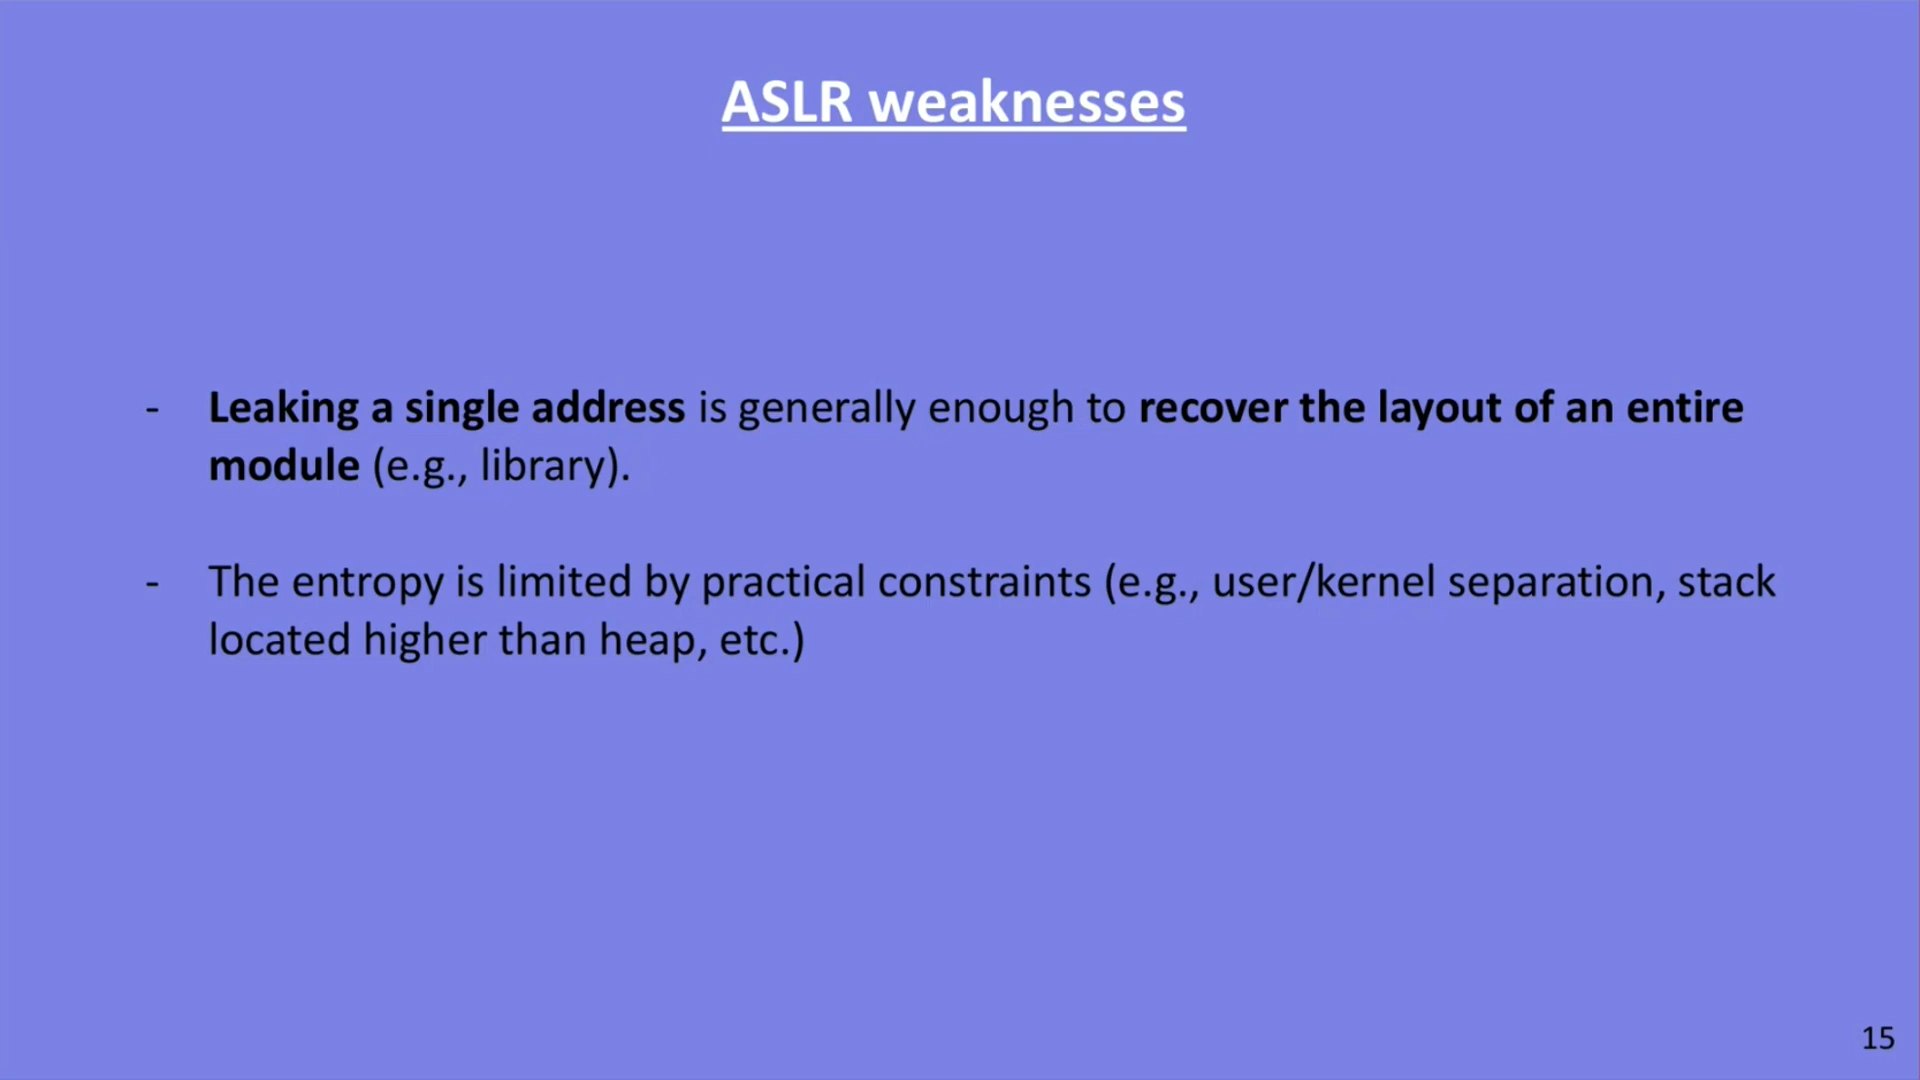 ASLR weaknesses
- Leaking a single address is generally enough to recover the layout of an entire
module (e.g., library).
- The entropy is limited by practical constraints (e.g., user/kernel separation, stack
located higher than heap, etc.)
15